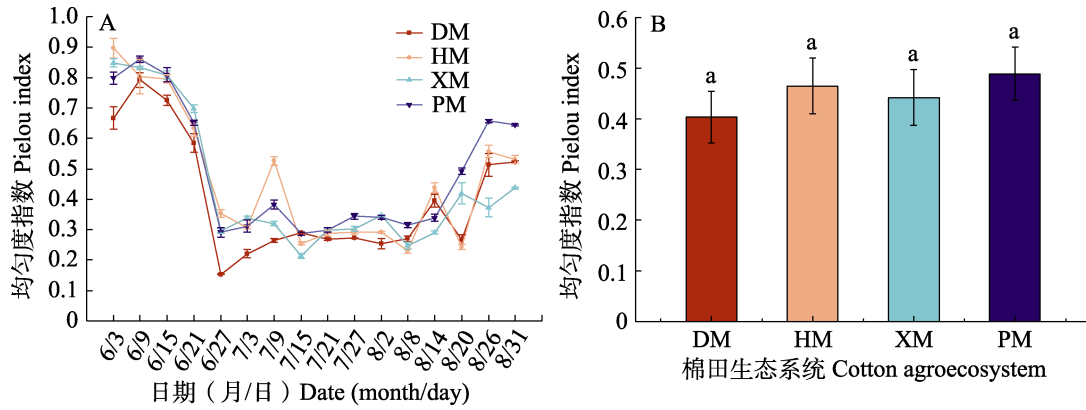 A
均匀度指数 Pielou index
1.0
0.9
0.8
0.7
0.6
0.5
0.4
0.3
0.2
0.1
0
DM
HM
XM
PM
6/3 6/9 6/15 6/21 6/27 7/3 7/9 7/15 7/21 7/27 8/2 8/8 8/14 8/20 8/26 8/31
日期（月/日）Date (month/day)
B
均匀度指数 Pielou index
0.6
0.5
0.4
0.3
0.2
0.1
0
a a a a
DM HM XM PM
棉田生态系统 Cotton agroecosystem